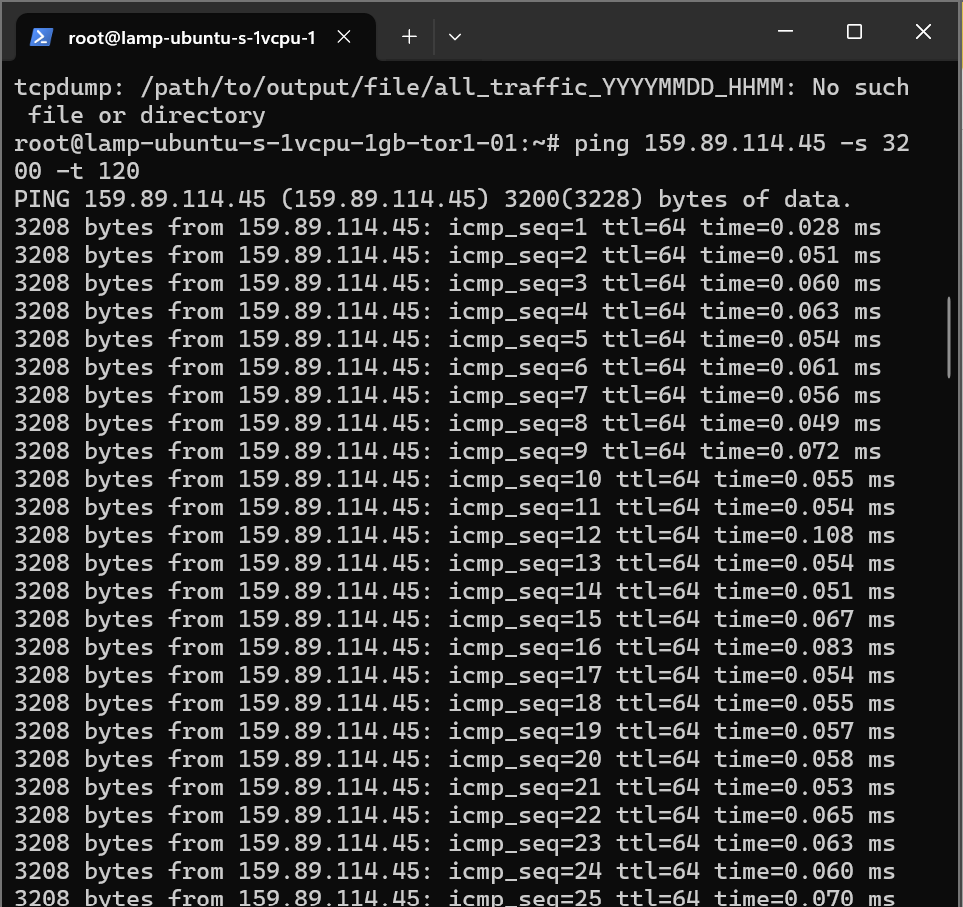 root@lamp-ubuntu-s-1vcpu-1
tcpdump: /path/to/output/file/all_traffic_YYYYMMDD_HHMM: No such
file or directory
root@lamp-ubuntu-s-1vcpu-1gb-tor1-01:~# ping 159.89.114.45 -s 32
00 -t 120
PING 159.89.114.45 (159.89.114.45) 3200(3228) bytes of data.
3208 bytes from 159.89.114.45: icmp_seq=1 ttl=64 time=0.028 ms
3208 bytes from 159.89.114.45: icmp_seq=2 ttl=64 time=0.051 ms
3208 bytes from 159.89.114.45: icmp_seq=3 ttl=64 time=0.060 ms
3208 bytes from 159.89.114.45: icmp_seq=4 ttl=64 time=0.063 ms
3208 bytes from 159.89.114.45: icmp_seq=5 ttl=64 time=0.054 ms
3208 bytes from 159.89.114.45: icmp_seq=6 ttl=64 time=0.061 ms
3208 bytes from 159.89.114.45: icmp_seq=7 ttl=64 time=0.056 ms
3208 bytes from 159.89.114.45: icmp_seq=8 ttl=64 time=0.049 ms
3208 bytes from 159.89.114.45: icmp_seq=9 ttl=64 time=0.072 ms
3208 bytes from 159.89.114.45: icmp_seq=10 ttl=64 time=0.055 ms
3208 bytes from 159.89.114.45: icmp_seq=11 ttl=64 time=0.054 ms
3208 bytes from 159.89.114.45: icmp_seq=12 ttl=64 time=0.108 ms
3208 bytes from 159.89.114.45: icmp_seq=13 ttl=64 time=0.054 ms
3208 bytes from 159.89.114.45: icmp_seq=14 ttl=64 time=0.051 ms
3208 bytes from 159.89.114.45: icmp_seq=15 ttl=64 time=0.067 ms
3208 bytes from 159.89.114.45: icmp_seq=16 ttl=64 time=0.083 ms
3208 bytes from 159.89.114.45: icmp_seq=17 ttl=64 time=0.054 ms
3208 bytes from 159.89.114.45: icmp_seq=18 ttl=64 time=0.055 ms
3208 bytes from 159.89.114.45: icmp_seq=19 ttl=64 time=0.057 ms
3208 bytes from 159.89.114.45: icmp_seq=20 ttl=64 time=0.058 ms
3208 bytes from 159.89.114.45: icmp_seq=21 ttl=64 time=0.053 ms
3208 bytes from 159.89.114.45: icmp_seq=22 ttl=64 time=0.065 ms
3208 bytes from 159.89.114.45: icmp_seq=23 ttl=64 time=0.063 ms
3208 bytes from 159.89.114.45: icmp_seq=24 ttl=64 time=0.060 ms
3208 bytes from 159.89.114.45: icmp_seq=25 ttl=64 time=0.070 ms